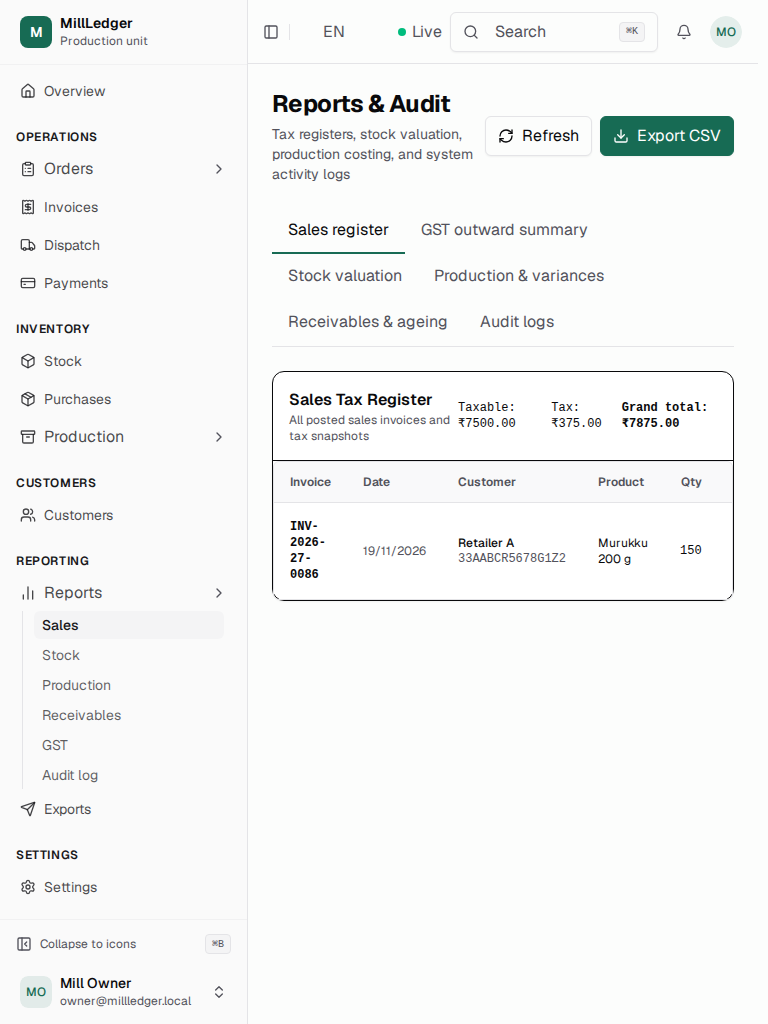 M
MillLedger
Production unit
Overview
OPERATIONS
Orders
Invoices
Dispatch
Payments
INVENTORY
Stock
Purchases
Production
CUSTOMERS
Customers
REPORTING
Reports
Sales
Stock
Production
Receivables
GST
Audit log
Exports
SETTINGS
Settings
Collapse to icons ⌘B
MO
Mill Owner
owner@millledger.local
EN
Live
Search ⌘K
MO
Reports & Audit
Tax registers, stock valuation,
production costing, and system
activity logs
Refresh
Export CSV
Sales register GST outward summary
Stock valuation Production & variances
Receivables & ageing Audit logs
Sales Tax Register
All posted sales invoices and
tax snapshots
Taxable: Tax: Grand total:
₹7500.00 ₹375.00 ₹7875.00
Invoice Date Customer Product Qty
INV-
2026-
27-
0086
19/11/2026
Retailer A
33AABCR5678G1Z2
Murukku
200 g
150